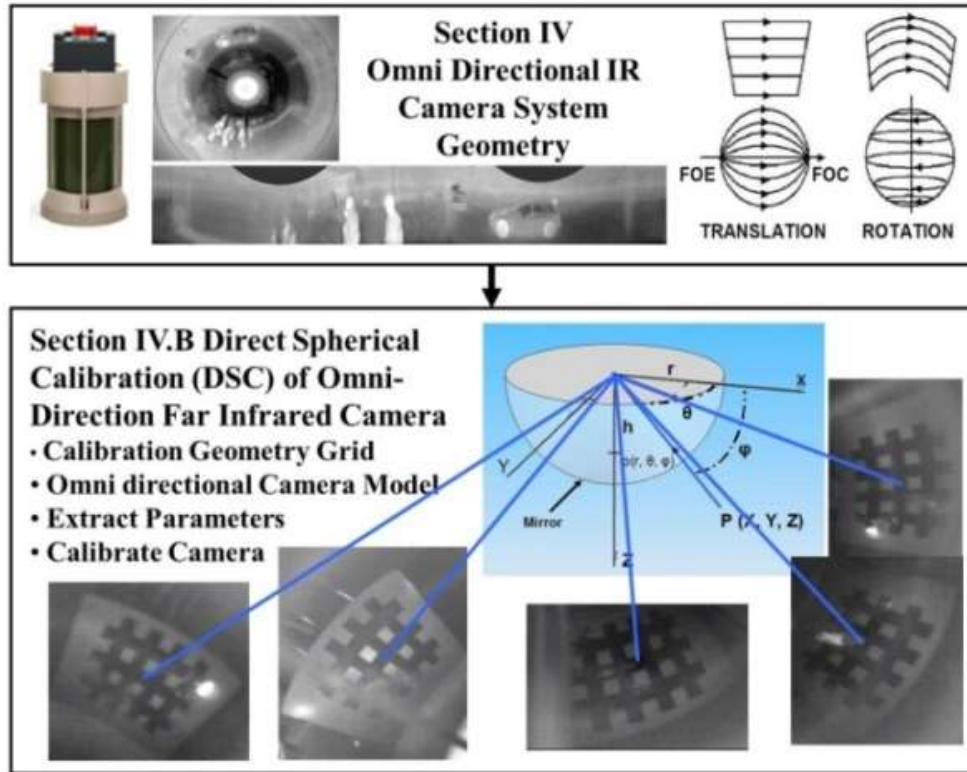 Section IV
Omni Directional IR
Camera System
Geometry
FOE
FOC
TRANSLATION
ROTATION
Section IV.B Direct Spherical
Calibration (DSC) of Omni-
Direction Far Infrared Camera
• Calibration Geometry Grid
• Omni directional Camera Model
• Extract Parameters
• Calibrate Camera
r
x
θ
h
φ
Y
p(r, θ, φ)
Mirror
P (X, Y, Z)
Z